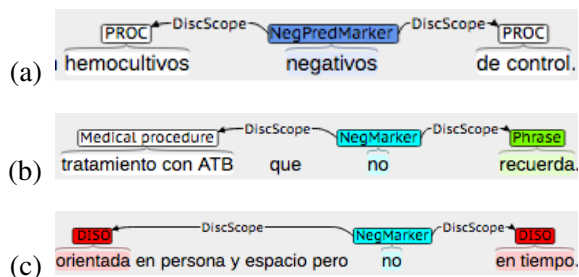 PROC DiscScope NegPredMarker DiscScope PROC
(a) hemocultivos negativos de control.
Medical procedure DiscScope NegMarker DiscScope Phrase
(b) tratamiento con ATB que no recuerda.
DISO DiscScope NegMarker DiscScope DISO
(c) orientada en persona y espacio pero no en tiempo.